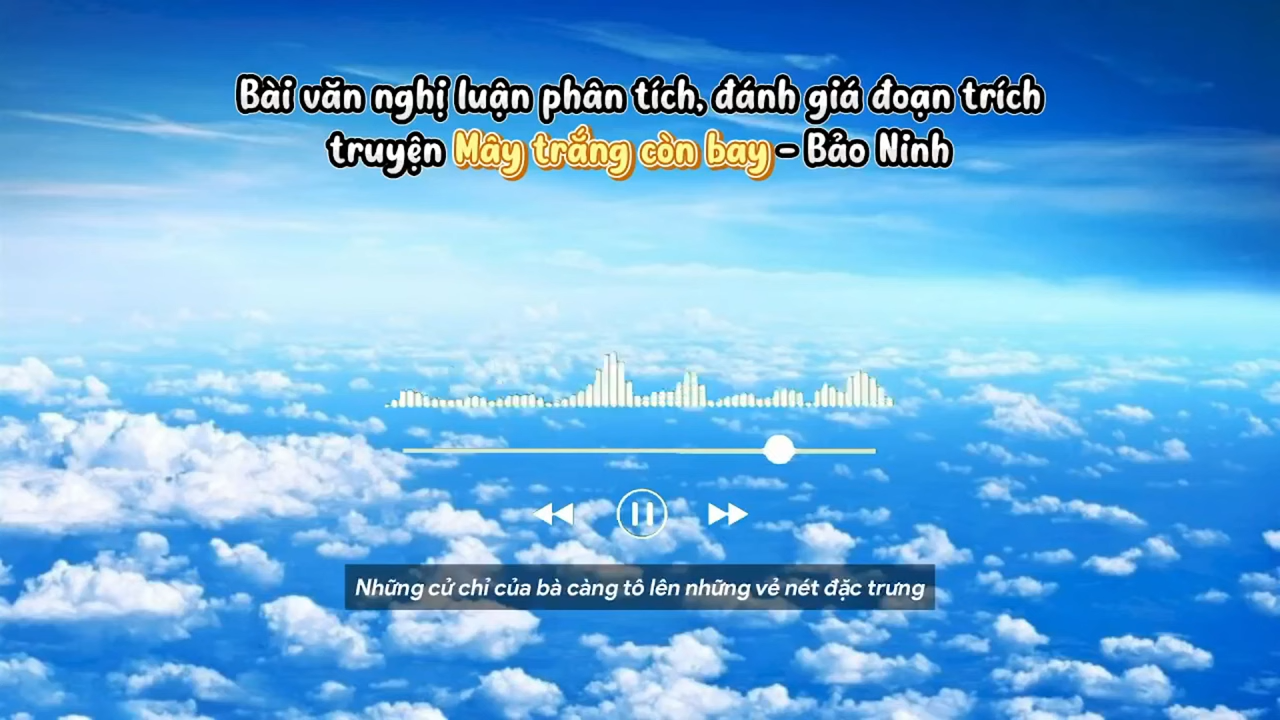 Bài văn nghị luận phân tích, đánh giá đoạn trích
truyện Mây trắng còn bay - Bảo Ninh
Những cử chỉ của bà càng tô lên những vẻ nét đặc trưng